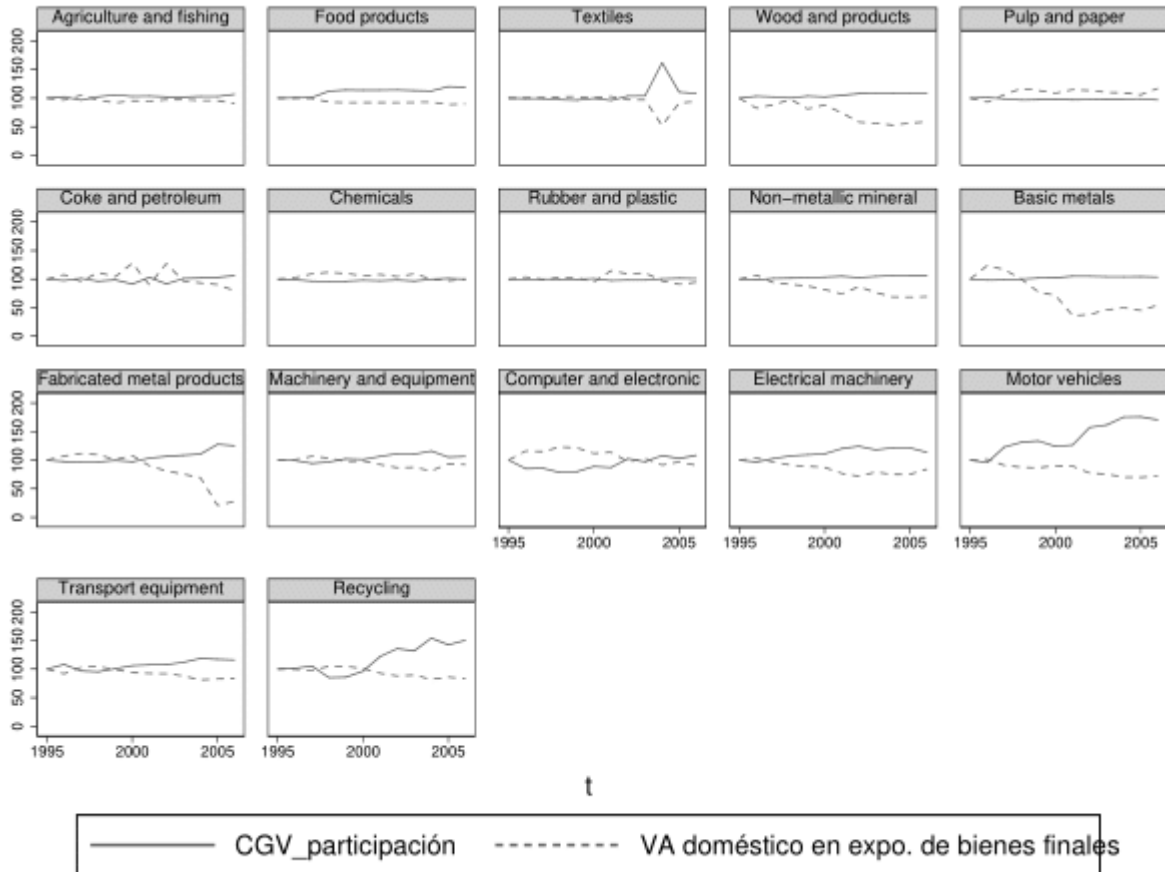 Agriculture and fishing Food products Textiles Wood and products Pulp and paper
0 50 100 150 200
Coke and petroleum Chemicals Rubber and plastic Non−metallic mineral Basic metals
0 50 100 150 200
Fabricated metal products Machinery and equipment Computer and electronic Electrical machinery Motor vehicles
0 50 100 150 200
1995 2000 2005 1995 2000 2005 1995 2000 2005
Transport equipment Recycling
0 50 100 150 200
1995 2000 2005 1995 2000 2005
t
CGV_participación VA doméstico en expo. de bienes finales